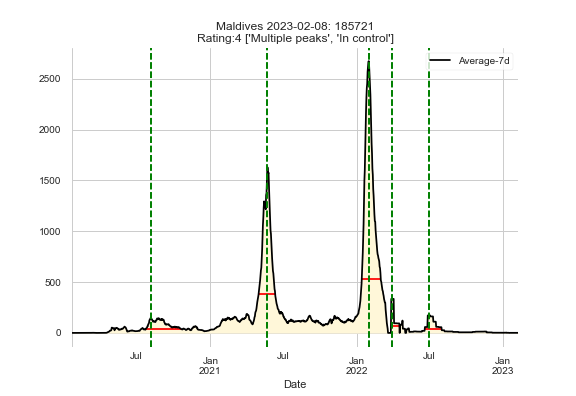 Maldives 2023-02-08: 185721
Rating:4 ['Multiple peaks', 'In control']
Average-7d
2500
2000
1500
1000
500
0
Jul
Jan
2021
Jul
Jan
2022
Jul
Jan
2023
Date